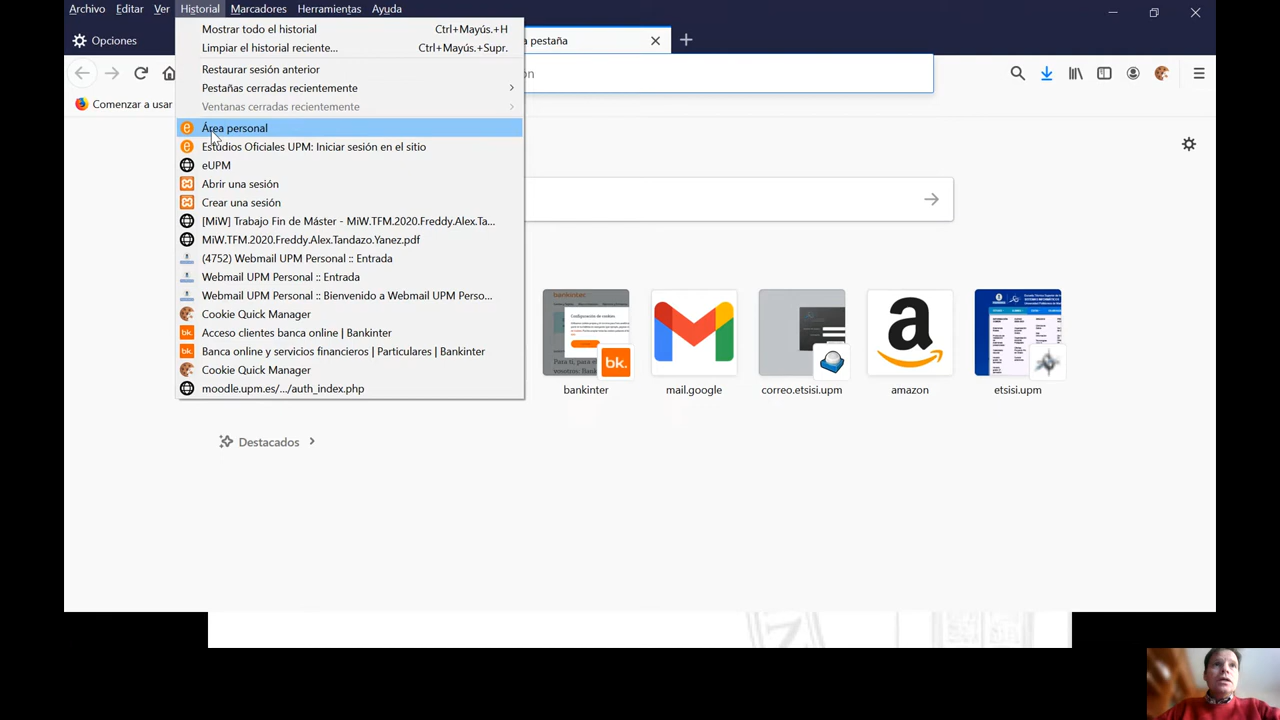 Archivo Editar Ver Historial Marcadores Herramientas Ayuda
Opciones
a pestaña
Comenzar a usar
Mostrar todo el historial Ctrl+Mayús.+H
Limpiar el historial reciente... Ctrl+Mayús.+Supr.
Restaurar sesión anterior
Pestañas cerradas recientemente
Ventanas cerradas recientemente
Área personal
Estudios Oficiales UPM: Iniciar sesión en el sitio
eUPM
Abrir una sesión
Crear una sesión
[MiW] Trabajo Fin de Máster - MiW.TFM.2020.Freddy.Alex.Ta...
MiW.TFM.2020.Freddy.Alex.Tandazo.Yanez.pdf
(4752) Webmail UPM Personal :: Entrada
Webmail UPM Personal :: Entrada
Webmail UPM Personal :: Bienvenido a Webmail UPM Perso...
Cookie Quick Manager
Acceso clientes banca online | Bankinter
Banca online y servicios financieros | Particulares | Bankinter
Cookie Quick Manager
moodle.upm.es/.../auth_index.php
bankinter mail.google correo.etsisi.upm amazon etsisi.upm
Destacados